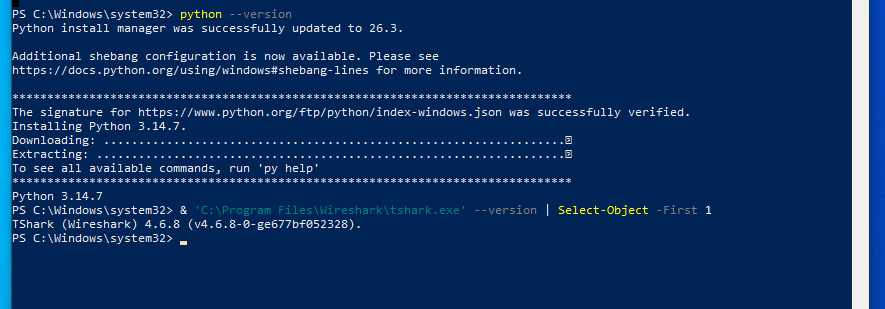 PS C:\Windows\system32> python --version
Python install manager was successfully updated to 26.3.
Additional shebang configuration is now available. Please see
https://docs.python.org/using/windows#shebang-lines for more information.
********************************************************************************
The signature for https://www.python.org/ftp/python/index-windows.json was successfully verified.
Installing Python 3.14.7.
Downloading: ..................................................................⍰
Extracting: ...................................................................⍰
To see all available commands, run 'py help'
********************************************************************************
Python 3.14.7
PS C:\Windows\system32> & 'C:\Program Files\Wireshark\tshark.exe' --version | Select-Object -First 1
TShark (Wireshark) 4.6.8 (v4.6.8-0-ge677bf052328).
PS C:\Windows\system32>